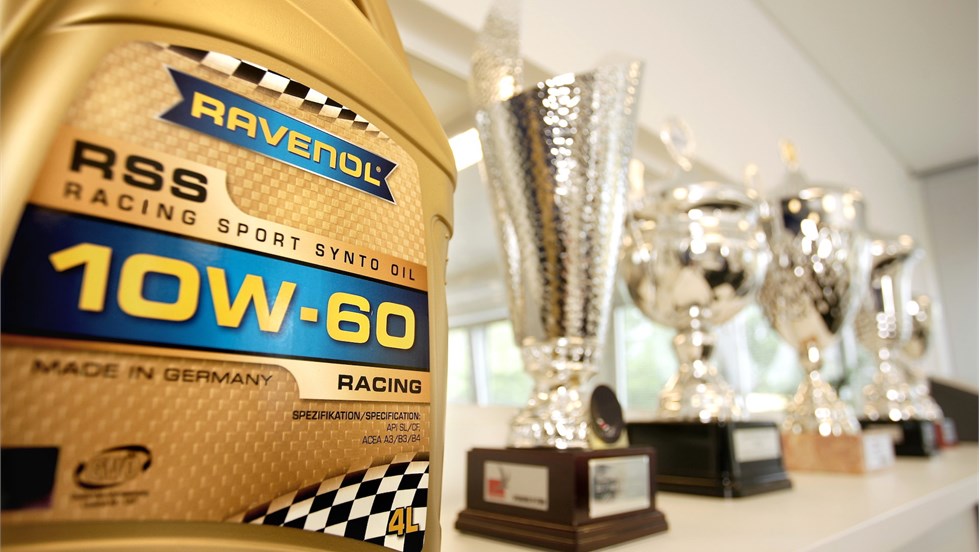 RAVENOL®
RSS
RACING SPORT SYNTO OIL
10W-60
MADE IN GERMANY
RACING
SPEZIFIKATION/SPECIFICATION:
API SL/CF,
ACEA A3/B3/B4
4L